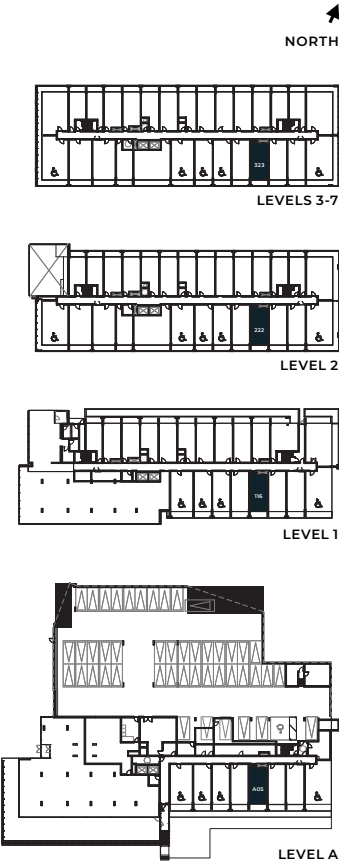 NORTH
323
LEVELS 3-7
222
LEVEL 2
116
LEVEL 1
A05
LEVEL A